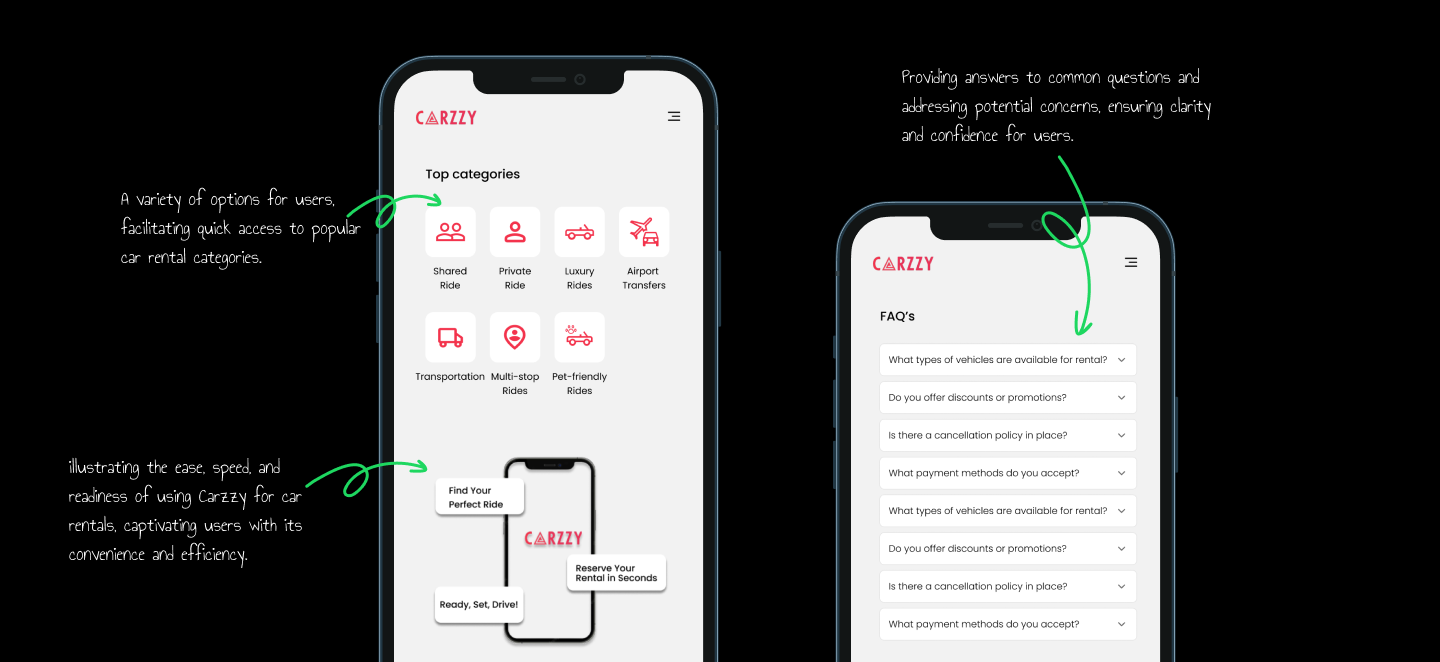 CARZZY
Top categories
A variety of options for users,
facilitating quick access to popular
car rental categories.
Shared
Ride
Private
Ride
Luxury
Rides
Airport
Transfers
Transportation
Multi-stop
Rides
Pet-friendly
Rides
illustrating the ease, speed, and
readiness of using Carzzy for car
rentals, captivating users with its
convenience and efficiency.
Find Your
Perfect Ride
CARZZY
Reserve Your
Rental in Seconds
Ready, Set, Drive!
Providing answers to common questions and
addressing potential concerns, ensuring clarity
and confidence for users.
CARZZY
FAQ's
What types of vehicles are available for rental?
Do you offer discounts or promotions?
Is there a cancellation policy in place?
What payment methods do you accept?
What types of vehicles are available for rental?
Do you offer discounts or promotions?
Is there a cancellation policy in place?
What payment methods do you accept?